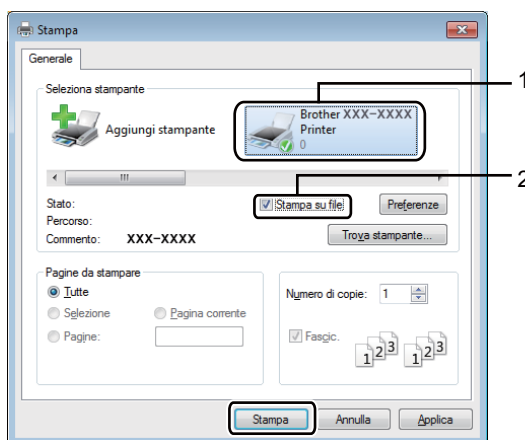 Stampa
Generale
Seleziona stampante
1
Aggiungi stampante
Brother XXX-XXXX
Printer
0
Stato:
2
Stampa su file
Preferenze
Percorso:
Commento: XXX-XXXX
Trova stampante...
Pagine da stampare
Tutte
Selezione
Pagina corrente
Pagine:
Numero di copie: 1
Fascic.
1 2 3 1 2 3
Stampa
Annulla
Applica